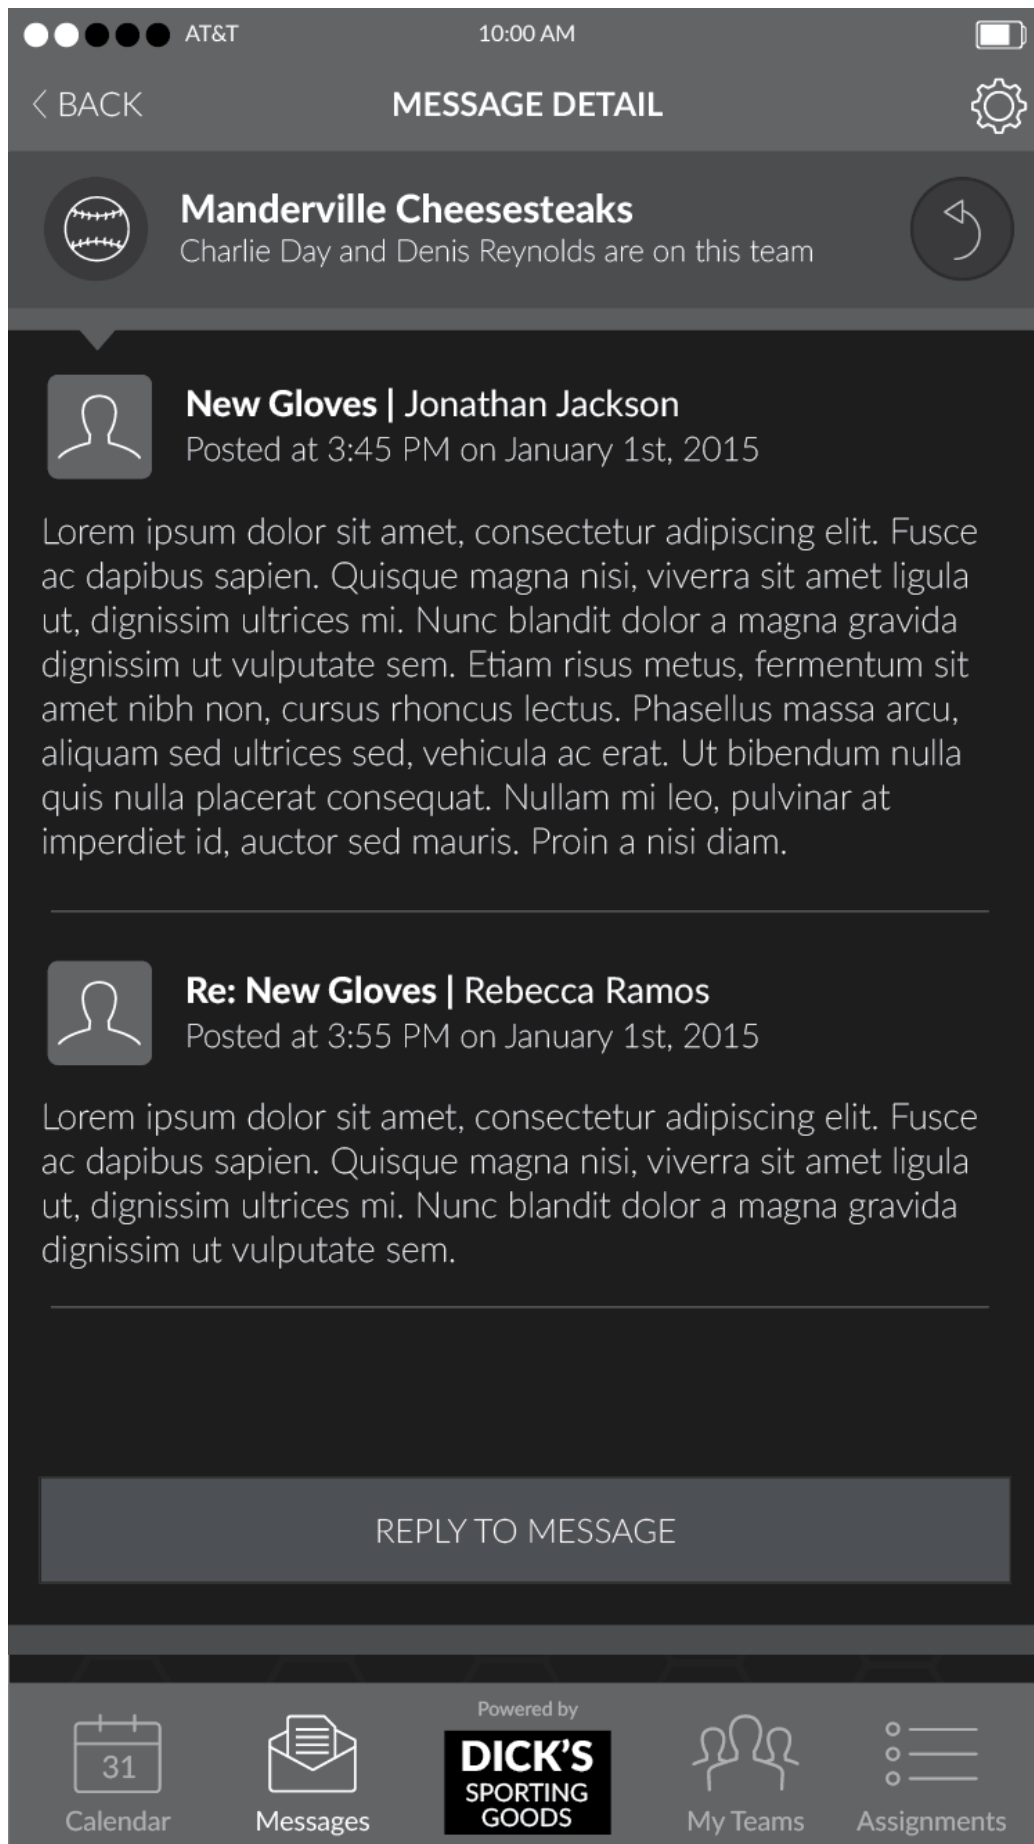 AT&T 10:00 AM
< BACK MESSAGE DETAIL
Manderville Cheesesteaks
Charlie Day and Denis Reynolds are on this team
New Gloves | Jonathan Jackson
Posted at 3:45 PM on January 1st, 2015
Lorem ipsum dolor sit amet, consectetur adipiscing elit. Fusce
ac dapibus sapien. Quisque magna nisi, viverra sit amet ligula
ut, dignissim ultrices mi. Nunc blandit dolor a magna gravida
dignissim ut vulputate sem. Etiam risus metus, fermentum sit
amet nibh non, cursus rhoncus lectus. Phasellus massa arcu,
aliquam sed ultrices sed, vehicula ac erat. Ut bibendum nulla
quis nulla placerat consequat. Nullam mi leo, pulvinar at
imperdiet id, auctor sed mauris. Proin a nisi diam.
Re: New Gloves | Rebecca Ramos
Posted at 3:55 PM on January 1st, 2015
Lorem ipsum dolor sit amet, consectetur adipiscing elit. Fusce
ac dapibus sapien. Quisque magna nisi, viverra sit amet ligula
ut, dignissim ultrices mi. Nunc blandit dolor a magna gravida
dignissim ut vulputate sem.
REPLY TO MESSAGE
31
Calendar
Messages
Powered by
DICK'S
SPORTING
GOODS
My Teams
Assignments